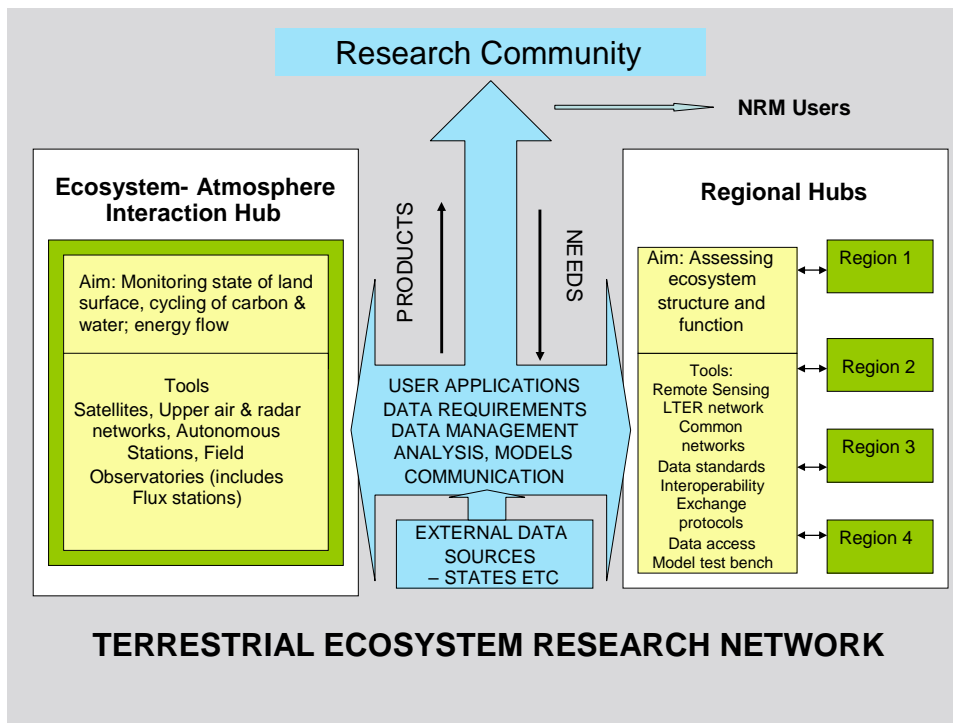 Research Community
NRM Users
Ecosystem- Atmosphere
Interaction Hub
Aim: Monitoring state of land
surface, cycling of carbon &
water; energy flow
Tools
Satellites, Upper air & radar
networks, Autonomous
Stations, Field
Observatories (includes
Flux stations)
PRODUCTS
NEEDS
USER APPLICATIONS
DATA REQUIREMENTS
DATA MANAGEMENT
ANALYSIS, MODELS
COMMUNICATION
EXTERNAL DATA
SOURCES
– STATES ETC
Regional Hubs
Aim: Assessing
ecosystem
structure and
function
Tools:
Remote Sensing
LTER network
Common
networks
Data standards
Interoperability
Exchange
protocols
Data access
Model test bench
Region 1
Region 2
Region 3
Region 4
TERRESTRIAL ECOSYSTEM RESEARCH NETWORK